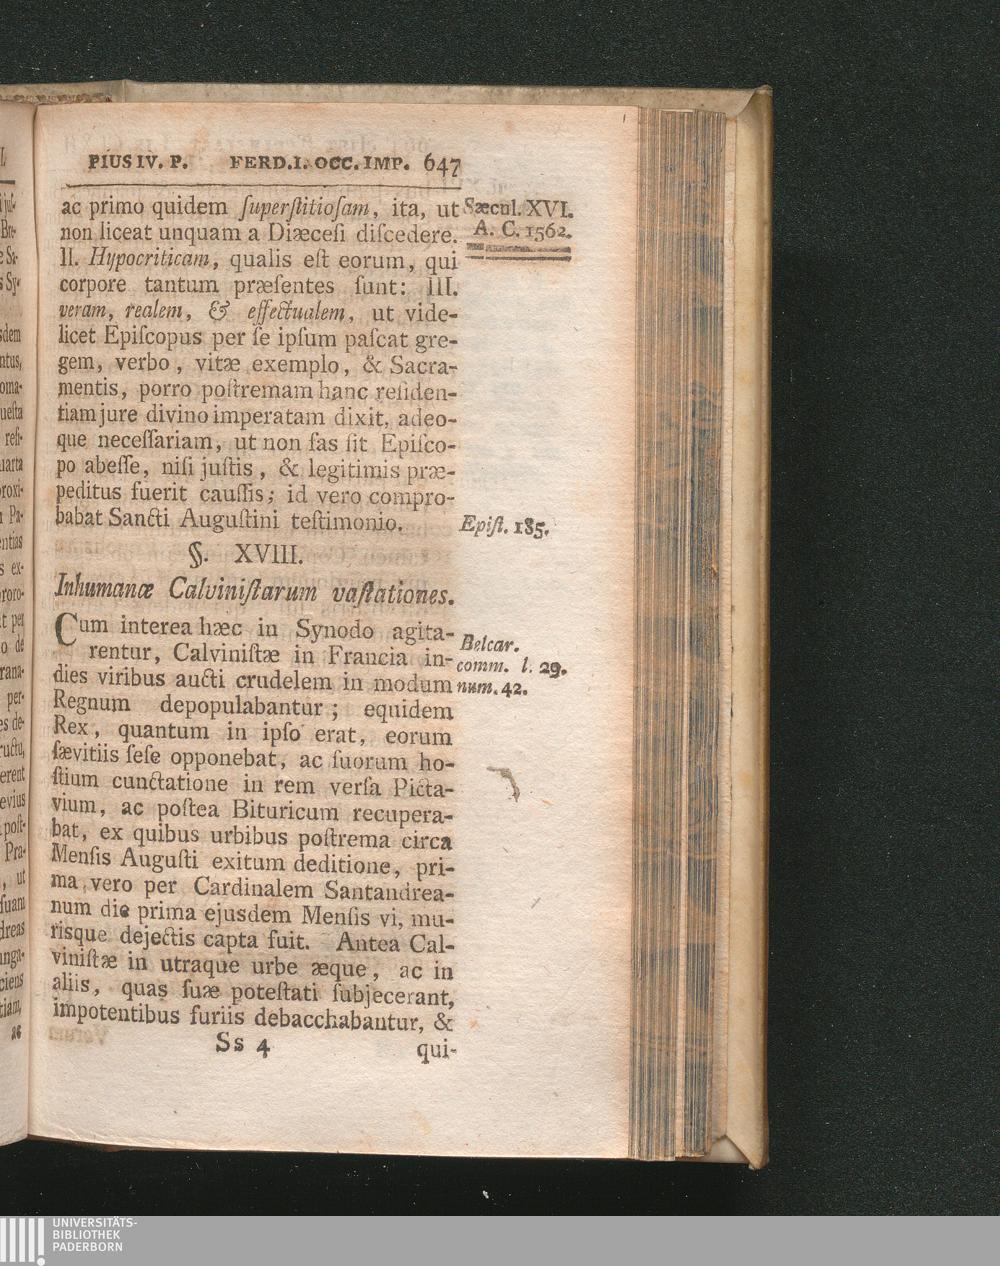 PIUS IV. P. FERD. I. OCC. IMP. 647
ac primo quidem ſuperſtitioſam, ita, ut
Sæcul. XVI.
non liceat unquam a Diæceſi diſcedere.
A. C. 1562.
II. Hypocriticam, qualis eſt eorum, qui
corpore tantum præſentes ſunt: III.
veram, realem, & effectualem, ut vide-
licet Epiſcopus per ſe ipſum paſcat gre-
gem, verbo, vitæ exemplo, & Sacra-
mentis, porro poſtremam hanc reſiden-
tiam jure divino imperatam dixit, adeo-
que neceſſariam, ut non fas ſit Epiſco-
po abeſſe, niſi juſtis, & legitimis præ-
peditus fuerit cauſſis; id vero compro-
babat Sancti Auguſtini teſtimonio.
Epiſt. 185.
§. XVIII.
Inhumanæ Calviniſtarum vaſtationes.
Cum interea hæc in Synodo agita-
Belcar.
rentur, Calviniſtæ in Francia in-
comm. l. 29.
dies viribus aucti crudelem in modum
num. 42.
Regnum depopulabantur; equidem
Rex, quantum in ipſo erat, eorum
ſævitiis ſeſe opponebat, ac ſuorum ho-
ſtium cunctatione in rem verſa Picta-
vium, ac poſtea Bituricum recupera-
bat, ex quibus urbibus poſtrema circa
Menſis Auguſti exitum deditione, pri-
ma vero per Cardinalem Santandrea-
num die prima ejusdem Menſis vi, mu-
risque dejectis capta fuit. Antea Cal-
viniſtæ in utraque urbe æque, ac in
aliis, quas ſuæ poteſtati ſubjecerant,
impotentibus furiis debacchabantur, &
Ss 4
qui-
UNIVERSITÄTS-
BIBLIOTHEK
PADERBORN